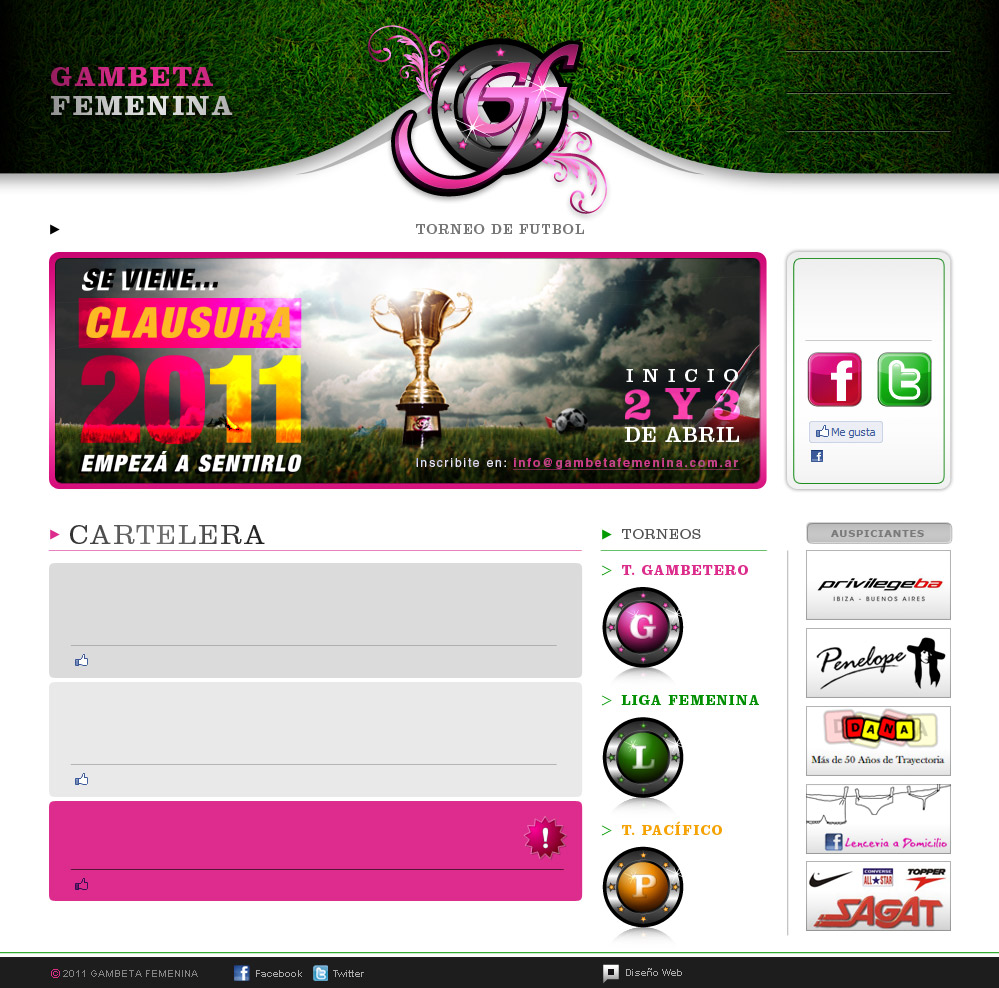 GAMBETA
FEMENINA
Gf
TORNEO DE FUTBOL
SE VIENE...
CLAUSURA
2011
EMPEZÁ A SENTIRLO
INICIO
2 Y 3
DE ABRIL
inscribite en: info@gambetafemenina.com.ar
f
t
Me gusta
f
CARTELERA
!
TORNEOS
> T. GAMBETERO
G
> LIGA FEMENINA
L
> T. PACÍFICO
P
AUSPICIANTES
privilegeba
IBIZA - BUENOS AIRES
Penelope
DANA
Más de 50 Años de Trayectoria
f Lenceria a Domicilio
CONVERSE
ALL★STAR
TOPPER
SAGAT
© 2011 GAMBETA FEMENINA
f Facebook
t Twitter
Diseño Web